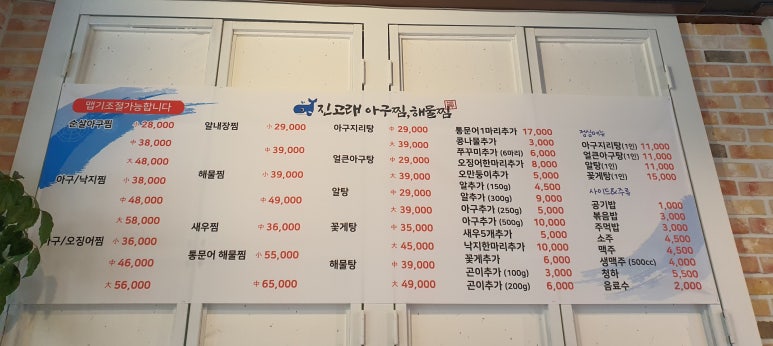 맵기조절가능합니다
진고래 아구찜,해물찜
순살아구찜 小 28,000
中 38,000
大 48,000
아구/낙지찜 小 38,000
中 48,000
大 58,000
아구/오징어찜 小 36,000
中 46,000
大 56,000
알내장찜 小 29,000
中 39,000
해물찜 小 39,000
中 49,000
새우찜 中 36,000
통문어 해물찜 小 55,000
中 65,000
아구지리탕 中 29,000
大 39,000
얼큰아구탕 中 29,000
大 39,000
알탕 中 29,000
大 39,000
꽃게탕 中 35,000
大 45,000
해물탕 中 39,000
大 49,000
통문어1마리추가 17,000
콩나물추가 3,000
쭈꾸미추가 (6마리) 6,000
오징어한마리추가 8,000
오만둥이추가 5,000
알추가 (150g) 4,500
알추가 (300g) 9,000
아구추가 (250g) 5,000
아구추가 (500g) 10,000
새우5개추가 5,000
낙지한마리추가 10,000
꽃게추가 6,000
곤이추가 (100g) 3,000
곤이추가 (200g) 6,000
점심메뉴
아구지리탕(1인) 11,000
얼큰아구탕(1인) 11,000
알탕(1인) 11,000
꽃게탕(1인) 15,000
사이드&주류
공기밥 1,000
볶음밥 3,000
주먹밥 3,000
소주 4,500
맥주 4,500
생맥주 (500cc) 4,000
청하 5,500
음료수 2,000